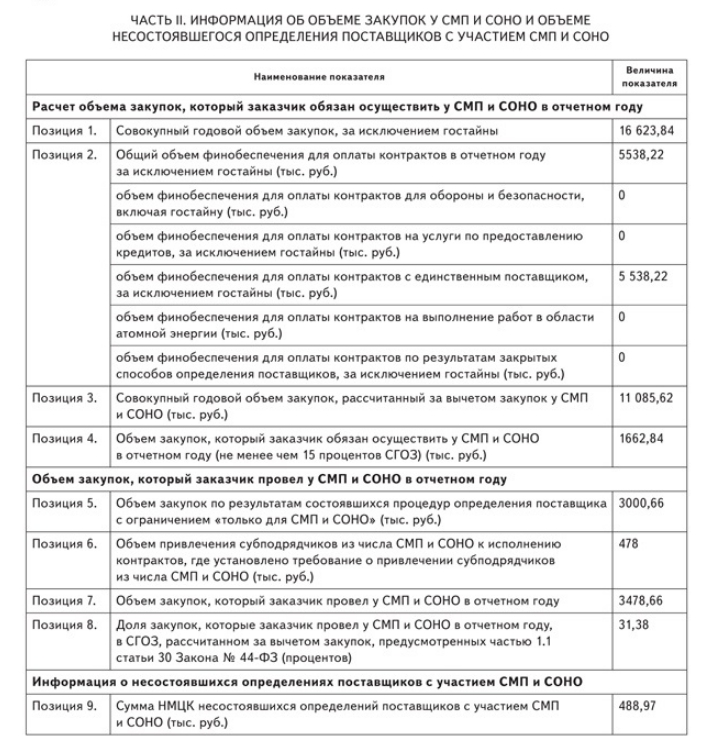 ЧАСТЬ II. ИНФОРМАЦИЯ ОБ ОБЪЕМЕ ЗАКУПОК У СМП И СОНО И ОБЪЕМЕ
НЕСОСТОЯВШЕГОСЯ ОПРЕДЕЛЕНИЯ ПОСТАВЩИКОВ С УЧАСТИЕМ СМП И СОНО
Наименование показателя
Величина
показателя
Расчет объема закупок, который заказчик обязан осуществить у СМП и СОНО в отчетном году
Позиция 1. Совокупный годовой объем закупок, за исключением гостайны 16 623,84
Позиция 2. Общий объем финобеспечения для оплаты контрактов в отчетном году 5538,22
за исключением гостайны (тыс. руб.)
объем финобеспечения для оплаты контрактов для обороны и безопасности, 0
включая гостайну (тыс. руб.)
объем финобеспечения для оплаты контрактов на услуги по предоставлению 0
кредитов, за исключением гостайны (тыс. руб.)
объем финобеспечения для оплаты контрактов с единственным поставщиком, 5 538,22
за исключением гостайны (тыс. руб.)
объем финобеспечения для оплаты контрактов на выполнение работ в области 0
атомной энергии (тыс. руб.)
объем финобеспечения для оплаты контрактов по результатам закрытых 0
способов определения поставщиков, за исключением гостайны (тыс. руб.)
Позиция 3. Совокупный годовой объем закупок, рассчитанный за вычетом закупок у СМП 11 085,62
и СОНО (тыс. руб.)
Позиция 4. Объем закупок, который заказчик обязан осуществить у СМП и СОНО 1662,84
в отчетном году (не менее чем 15 процентов СГОЗ) (тыс. руб.)
Объем закупок, который заказчик провел у СМП и СОНО в отчетном году
Позиция 5. Объем закупок по результатам состоявшихся процедур определения поставщика 3000,66
с ограничением «только для СМП и СОНО» (тыс. руб.)
Позиция 6. Объем привлечения субподрядчиков из числа СМП и СОНО к исполнению 478
контрактов, где установлено требование о привлечении субподрядчиков
из числа СМП и СОНО (тыс. руб.)
Позиция 7. Объем закупок, который заказчик провел у СМП и СОНО в отчетном году 3478,66
Позиция 8. Доля закупок, которые заказчик провел у СМП и СОНО в отчетном году, 31,38
в СГОЗ, рассчитанном за вычетом закупок, предусмотренных частью 1.1
статьи 30 Закона № 44-ФЗ (процентов)
Информация о несостоявшихся определениях поставщиков с участием СМП и СОНО
Позиция 9. Сумма НМЦК несостоявшихся определений поставщиков с участием СМП 488,97
и СОНО (тыс. руб.)